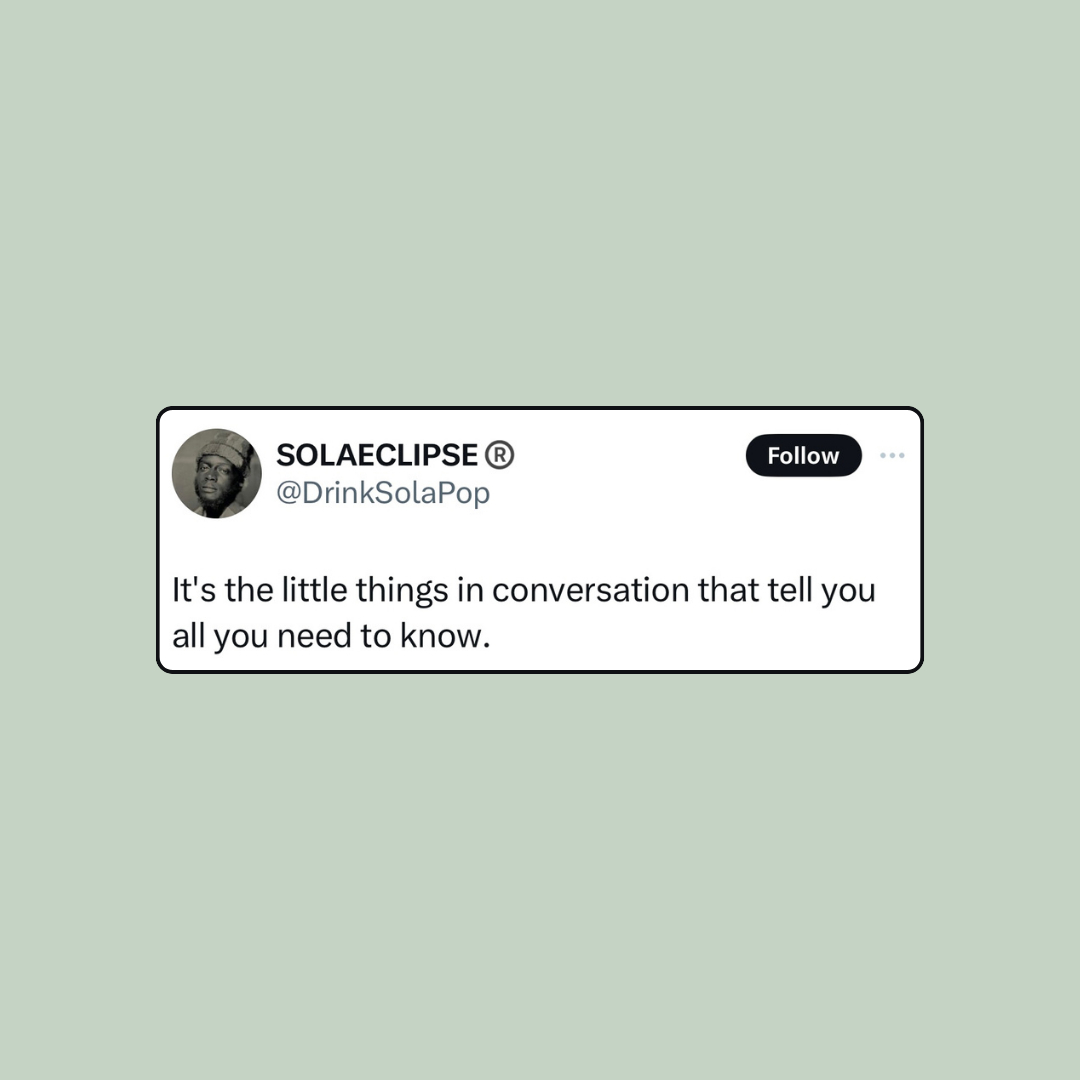 SOLAECLIPSE ®
Follow
@DrinkSolaPop
It's the little things in conversation that tell you
all you need to know.